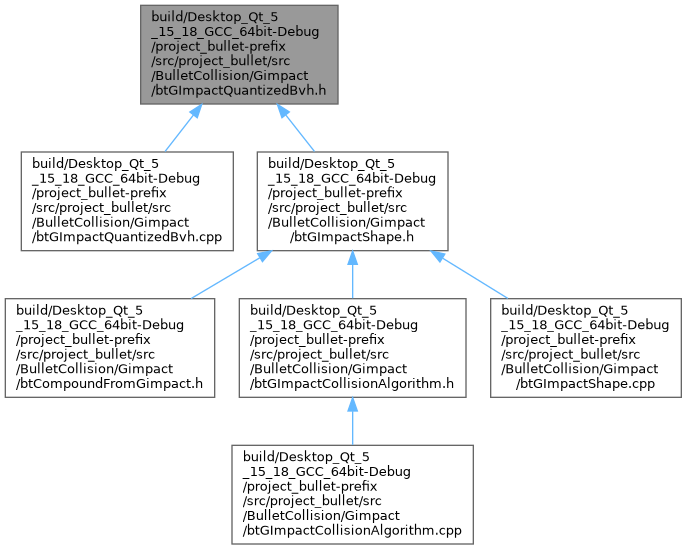 build/Desktop_Qt_5
_15_18_GCC_64bit-Debug
/project_bullet-prefix
/src/project_bullet/src
/BulletCollision/Gimpact
/btGImpactQuantizedBvh.h
build/Desktop_Qt_5
_15_18_GCC_64bit-Debug
/project_bullet-prefix
/src/project_bullet/src
/BulletCollision/Gimpact
/btGImpactQuantizedBvh.cpp
build/Desktop_Qt_5
_15_18_GCC_64bit-Debug
/project_bullet-prefix
/src/project_bullet/src
/BulletCollision/Gimpact
/btGImpactShape.h
build/Desktop_Qt_5
_15_18_GCC_64bit-Debug
/project_bullet-prefix
/src/project_bullet/src
/BulletCollision/Gimpact
/btCompoundFromGimpact.h
build/Desktop_Qt_5
_15_18_GCC_64bit-Debug
/project_bullet-prefix
/src/project_bullet/src
/BulletCollision/Gimpact
/btGImpactCollisionAlgorithm.h
build/Desktop_Qt_5
_15_18_GCC_64bit-Debug
/project_bullet-prefix
/src/project_bullet/src
/BulletCollision/Gimpact
/btGImpactShape.cpp
build/Desktop_Qt_5
_15_18_GCC_64bit-Debug
/project_bullet-prefix
/src/project_bullet/src
/BulletCollision/Gimpact
/btGImpactCollisionAlgorithm.cpp